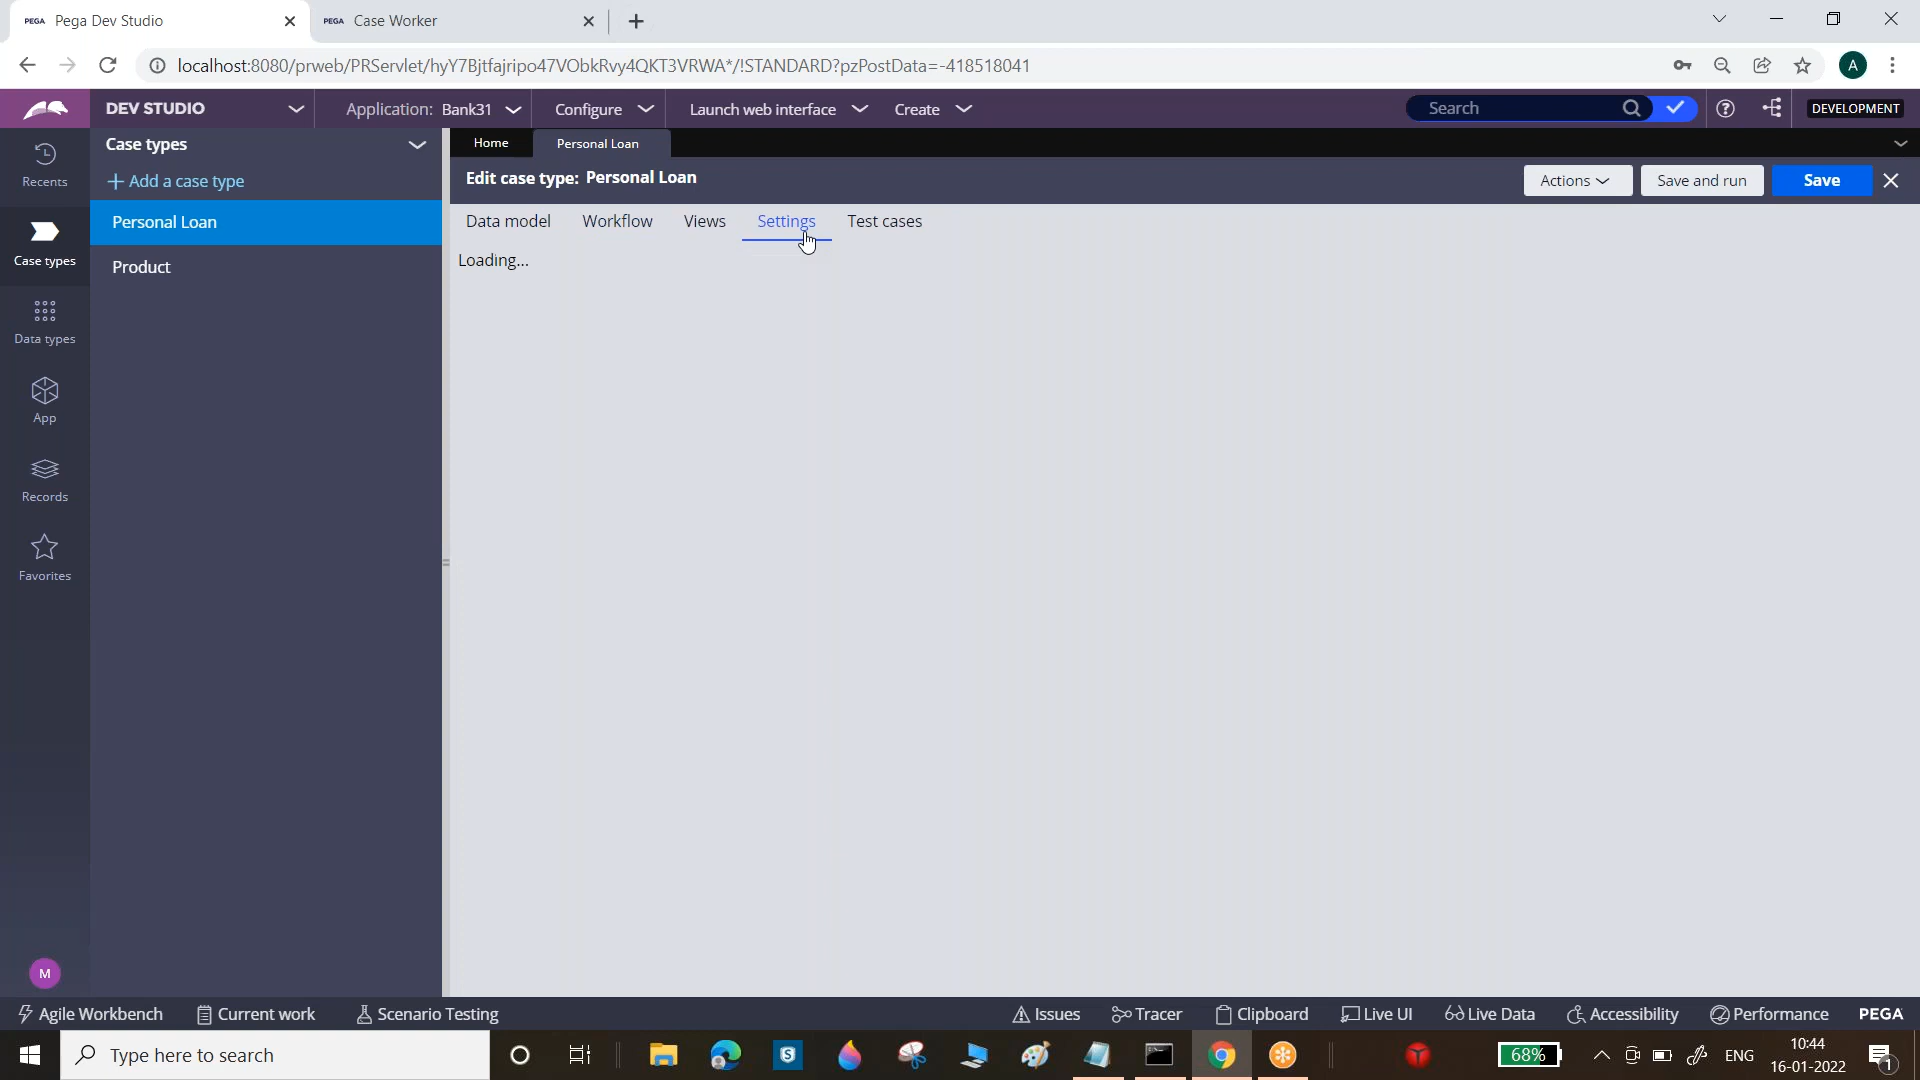 PEGA Pega Dev Studio
PEGA Case Worker
localhost:8080/prweb/PRServlet/hyY7Bjtfajripo47VObkRvy4QKT3VRWA*/!STANDARD?pzPostData=-418518041
A
DEV STUDIO
Application: Bank31
Configure
Launch web interface
Create
Search
DEVELOPMENT
Recents
Case types
Data types
App
Records
Favorites
M
Case types
+ Add a case type
Personal Loan
Product
Home
Personal Loan
Edit case type: Personal Loan
Actions
Save and run
Save
Data model
Workflow
Views
Settings
Test cases
Loading...
Agile Workbench
Current work
Scenario Testing
Issues
Tracer
Clipboard
Live UI
Live Data
Accessibility
Performance
PEGA
Type here to search
S
68%
ENG
10:44
16-01-2022
1